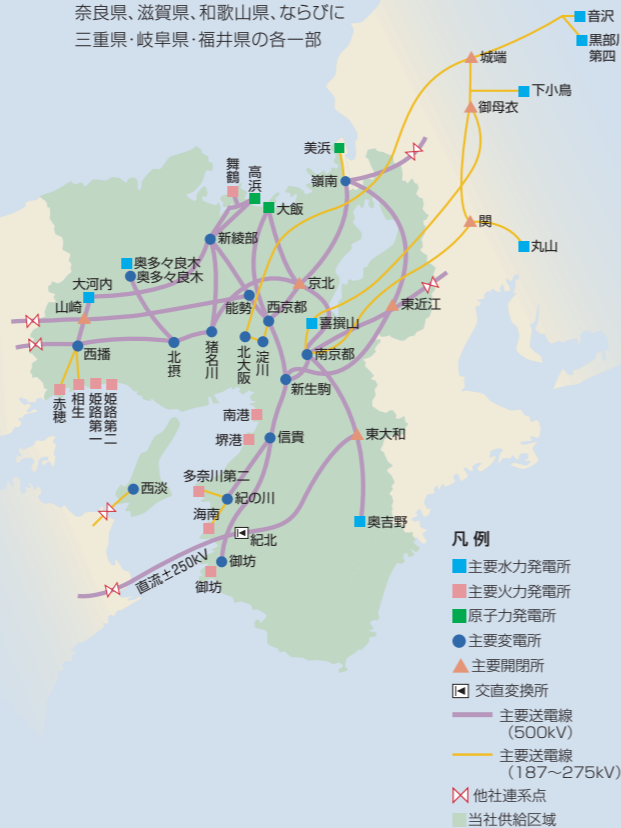 奈良県、滋賀県、和歌山県、ならびに
三重県・岐阜県・福井県の各一部
音沢
黒部川
第四
城端
下小鳥
御母衣
美浜
嶺南
舞鶴
高浜
大飯
関
丸山
新綾部
奥多々良木
奥多々良木
大河内
山崎
京北
東近江
能勢
西京都
喜撰山
南京都
西播
北摂
猪名川
北大阪
淀川
新生駒
赤穂
相生
姫路第一
姫路第二
南港
堺港
信貴
東大和
多奈川第二
西淡
紀の川
海南
奥吉野
紀北
直流±250kV
御坊
御坊
凡例
主要水力発電所
主要火力発電所
原子力発電所
主要変電所
主要開閉所
交直変換所
主要送電線
(500kV)
主要送電線
(187〜275kV)
他社連系点
当社供給区域